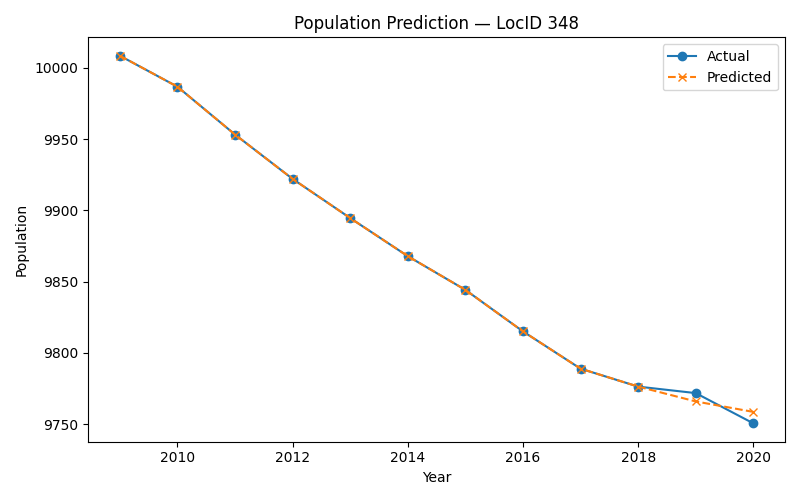 Population Prediction — LocID 348
Actual
Predicted
Population
10000
9950
9900
9850
9800
9750
2010 2012 2014 2016 2018 2020
Year